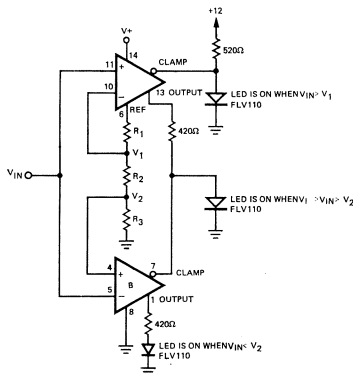 +12
V+
520Ω
CLAMP
14
11
+
10
−
13 OUTPUT
LED IS ON WHEN VIN > V1
FLV110
6
REF
R1
420Ω
V1
VIN
R2
LED IS ON WHEN VI > VIN > V2
FLV110
V2
R3
7
CLAMP
4
+
B
5
−
1 OUTPUT
8
420Ω
LED IS ON WHEN VIN < V2
FLV110